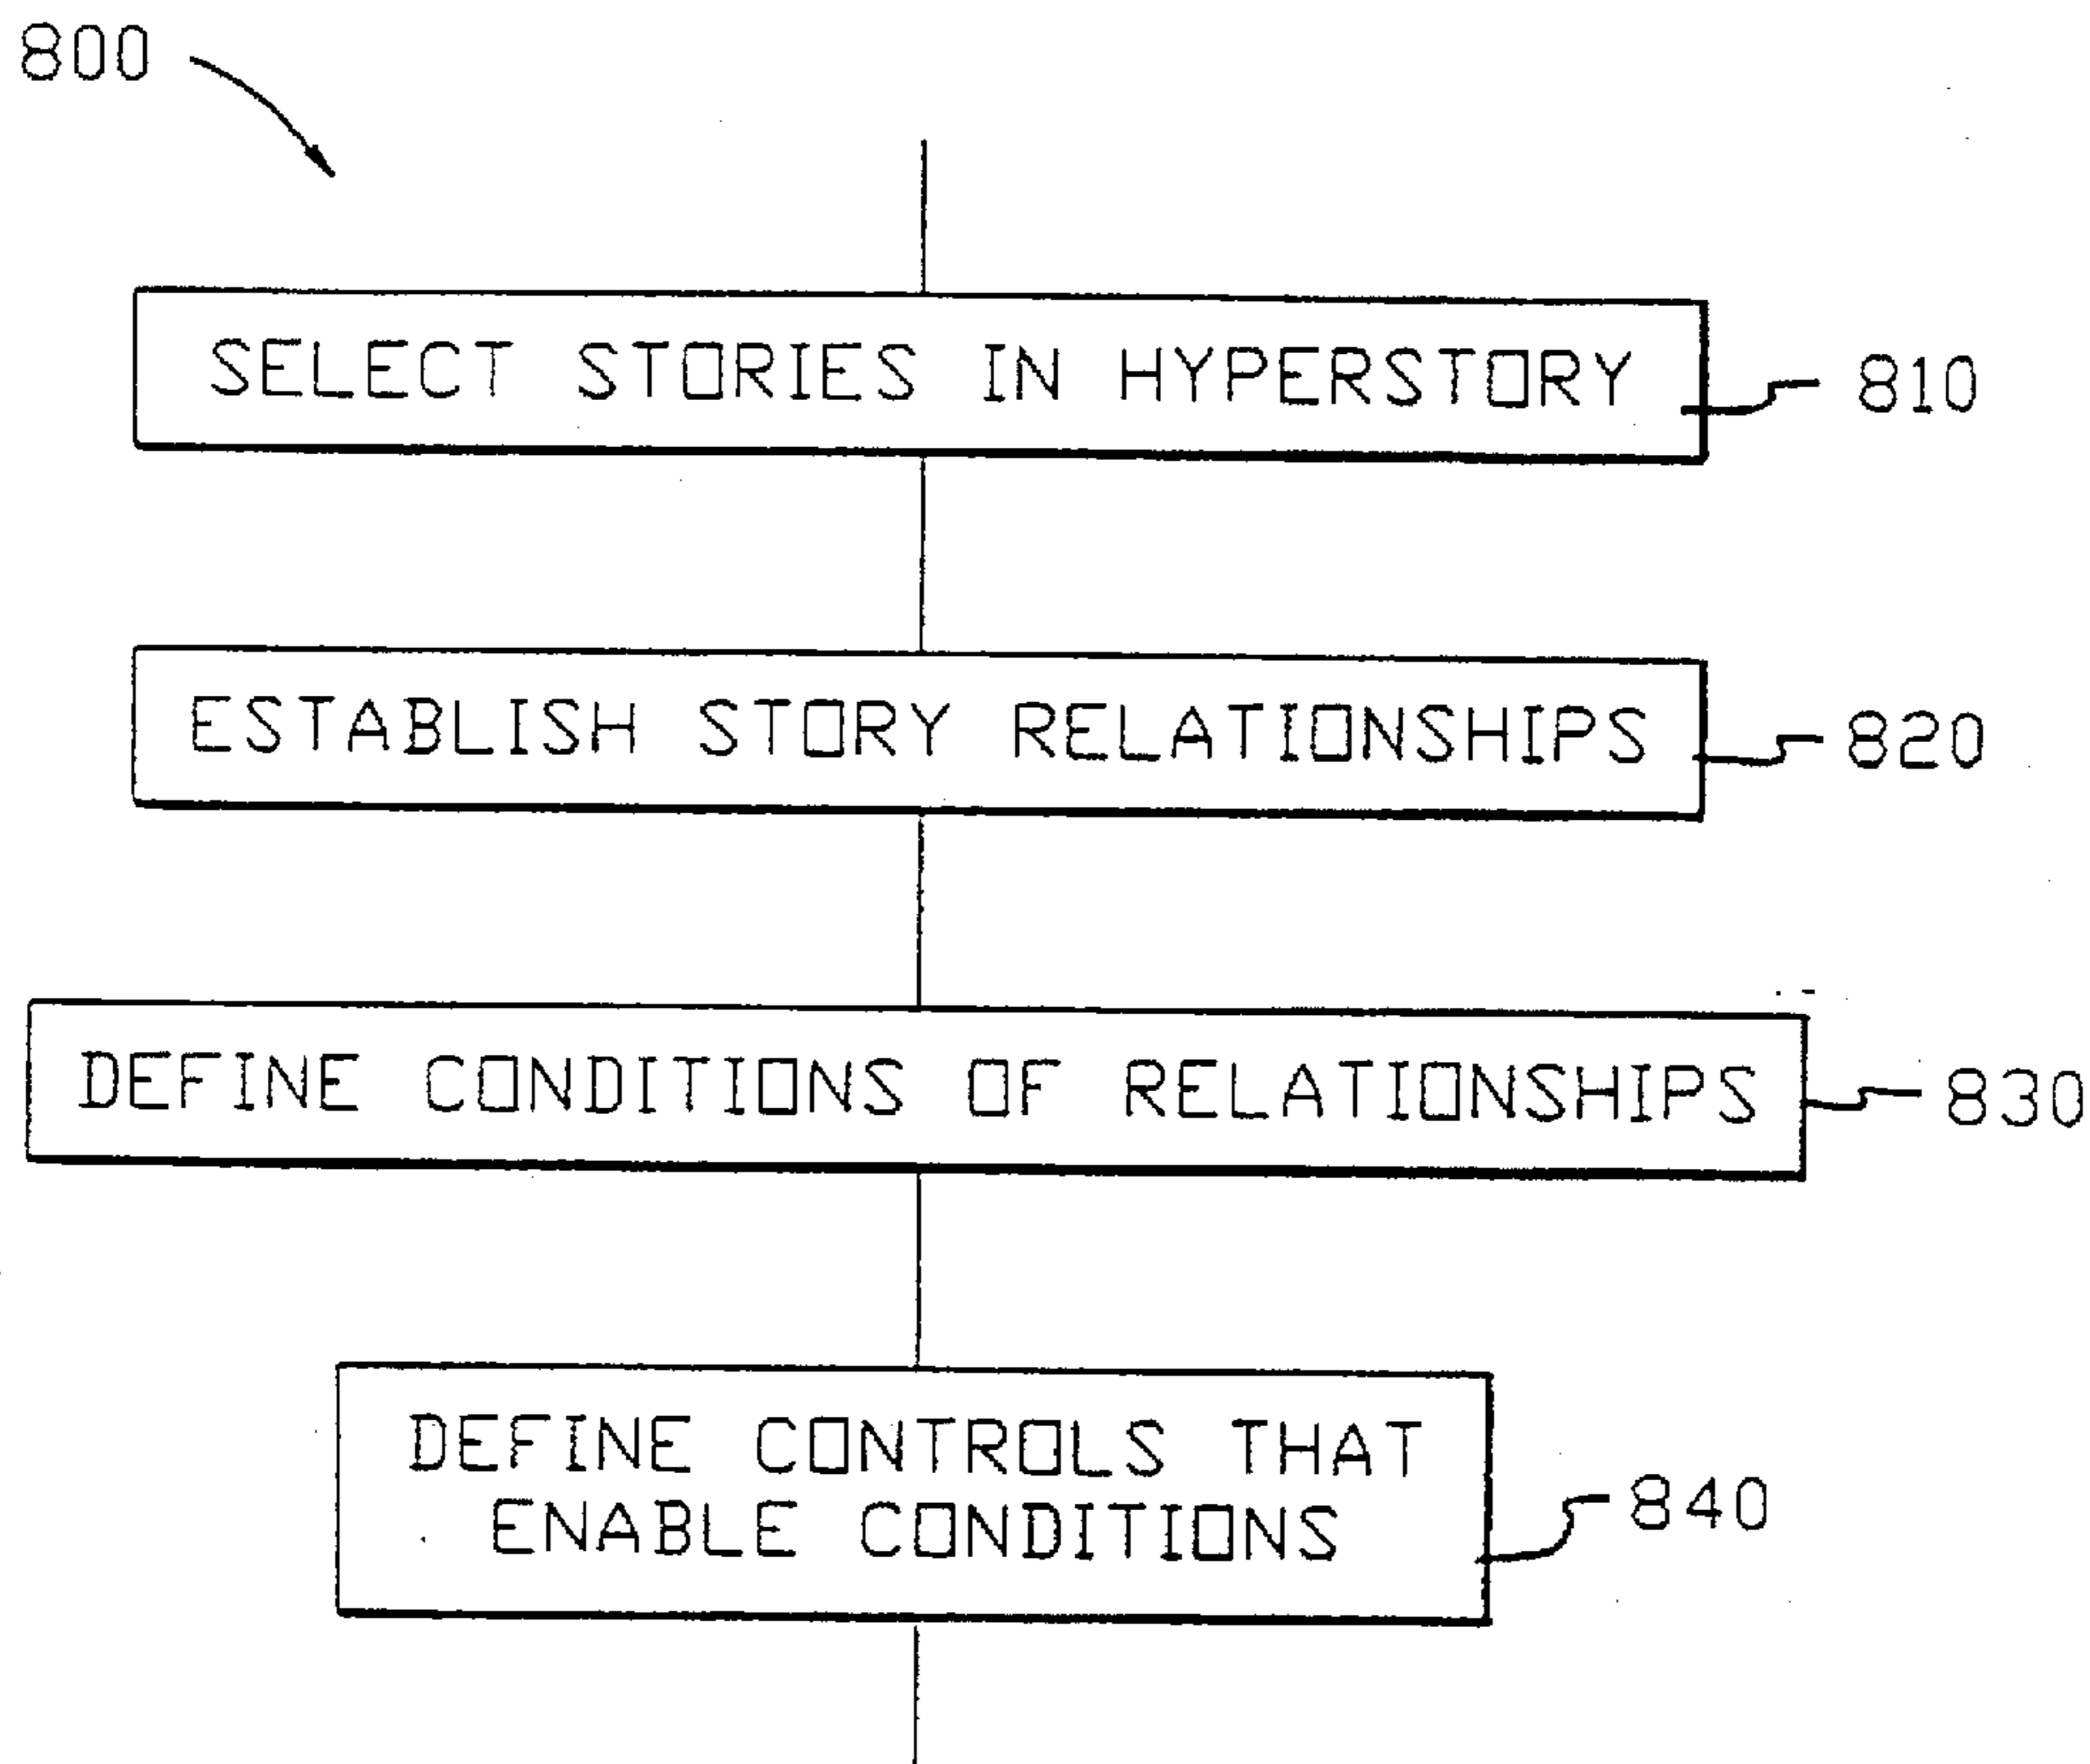 800
SELECT STORIES IN HYPERSTORY
810
ESTABLISH STORY RELATIONSHIPS
820
DEFINE CONDITIONS OF RELATIONSHIPS
830
DEFINE CONTROLS THAT
ENABLE CONDITIONS
840